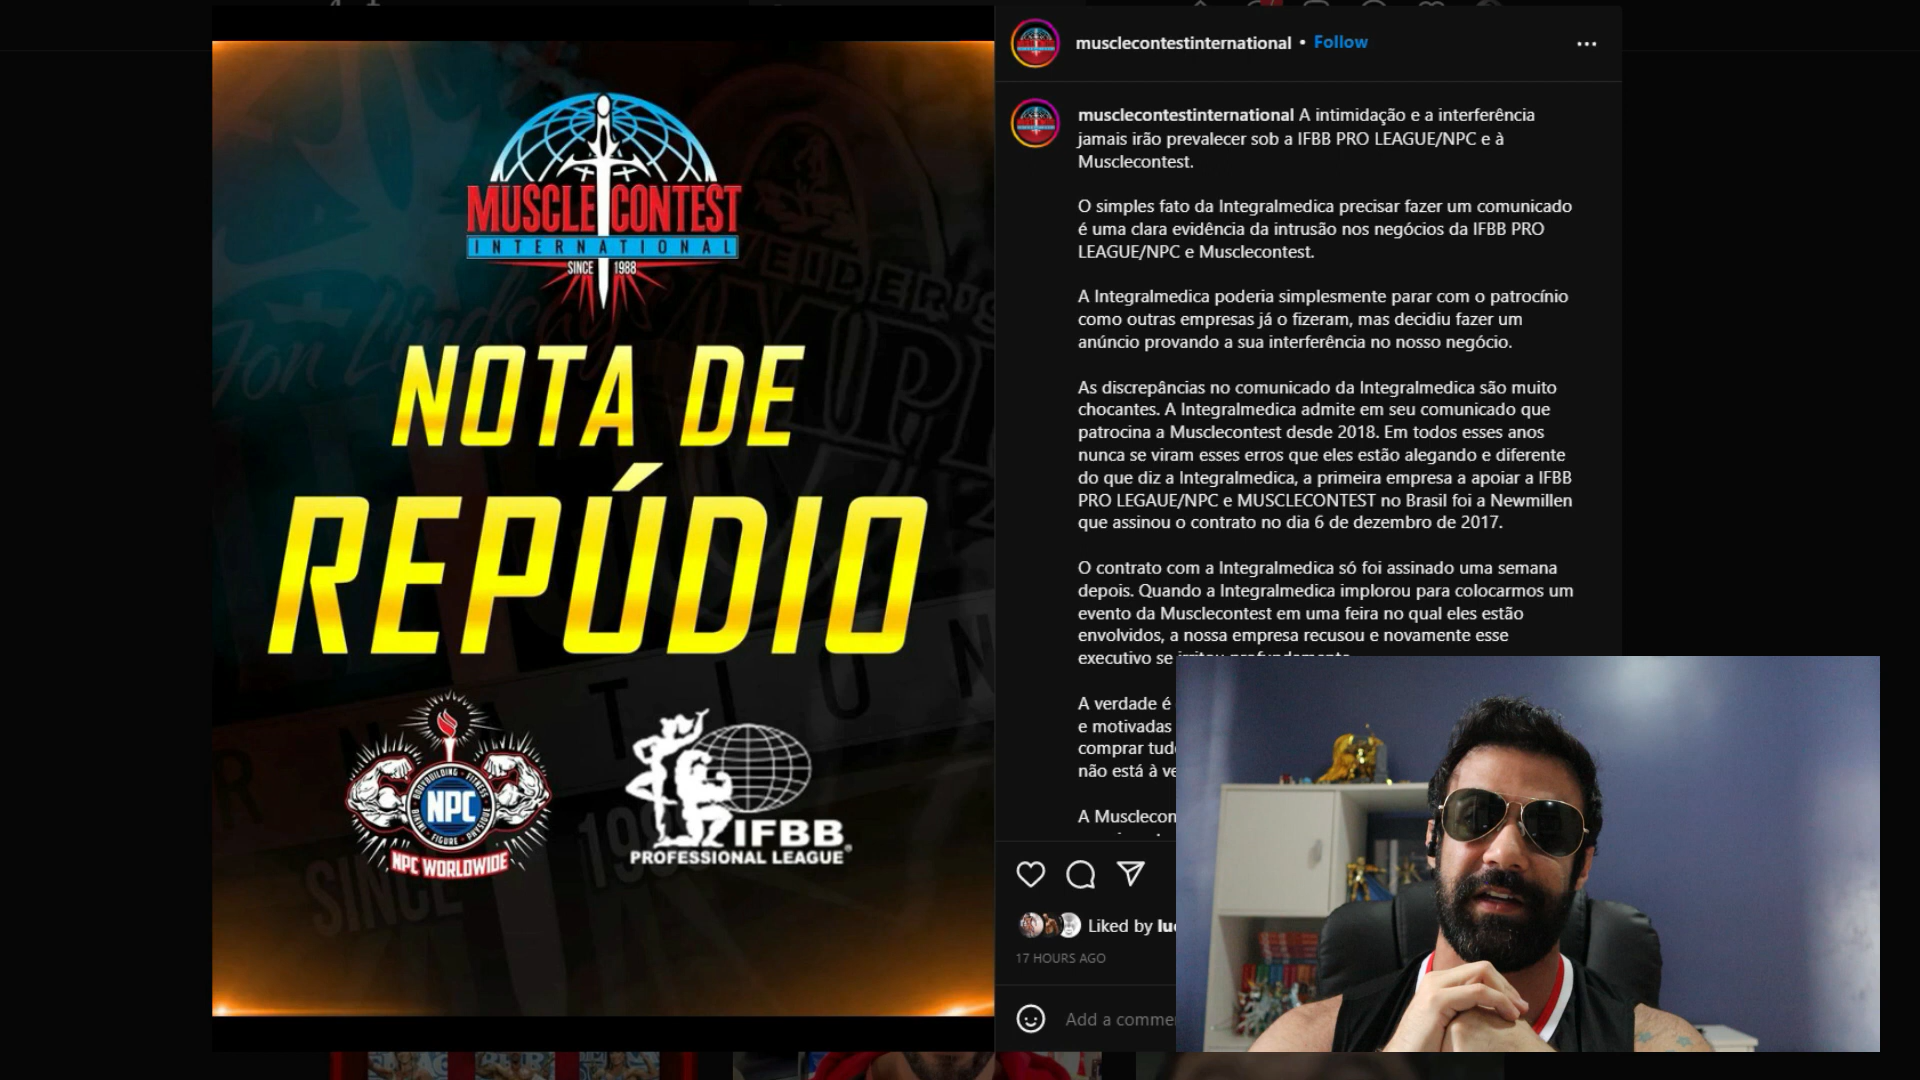 MUSCLE CONTEST
INTERNATIONAL
SINCE 1988
NOTA DE
REPÚDIO
BODYBUILDING · FITNESS
NPC
NPC WORLDWIDE
IFBB
PROFESSIONAL LEAGUE
musclecontestinternational • Follow
musclecontestinternational A intimidação e a interferência
jamais irão prevalecer sob a IFBB PRO LEAGUE/NPC e à
Musclecontest.
O simples fato da Integralmedica precisar fazer um comunicado
é uma clara evidência da intrusão nos negócios da IFBB PRO
LEAGUE/NPC e Musclecontest.
A Integralmedica poderia simplesmente parar com o patrocínio
como outras empresas já o fizeram, mas decidiu fazer um
anúncio provando a sua interferência no nosso negócio.
As discrepâncias no comunicado da Integralmedica são muito
chocantes. A Integralmedica admite em seu comunicado que
patrocina a Musclecontest desde 2018. Em todos esses anos
nunca se viram esses erros que eles estão alegando e diferente
do que diz a Integralmedica, a primeira empresa a apoiar a IFBB
PRO LEGAUE/NPC e MUSCLECONTEST no Brasil foi a Newmillen
que assinou o contrato no dia 6 de dezembro de 2017.
O contrato com a Integralmedica só foi assinado uma semana
depois. Quando a Integralmedica implorou para colocarmos um
evento da Musclecontest em uma feira no qual eles estão
envolvidos, a nossa empresa recusou e novamente esse
executivo se
A verdade é
e motivadas
comprar tud
não está à ve
A Musclecon
Liked by lu
17 HOURS AGO
Add a comme